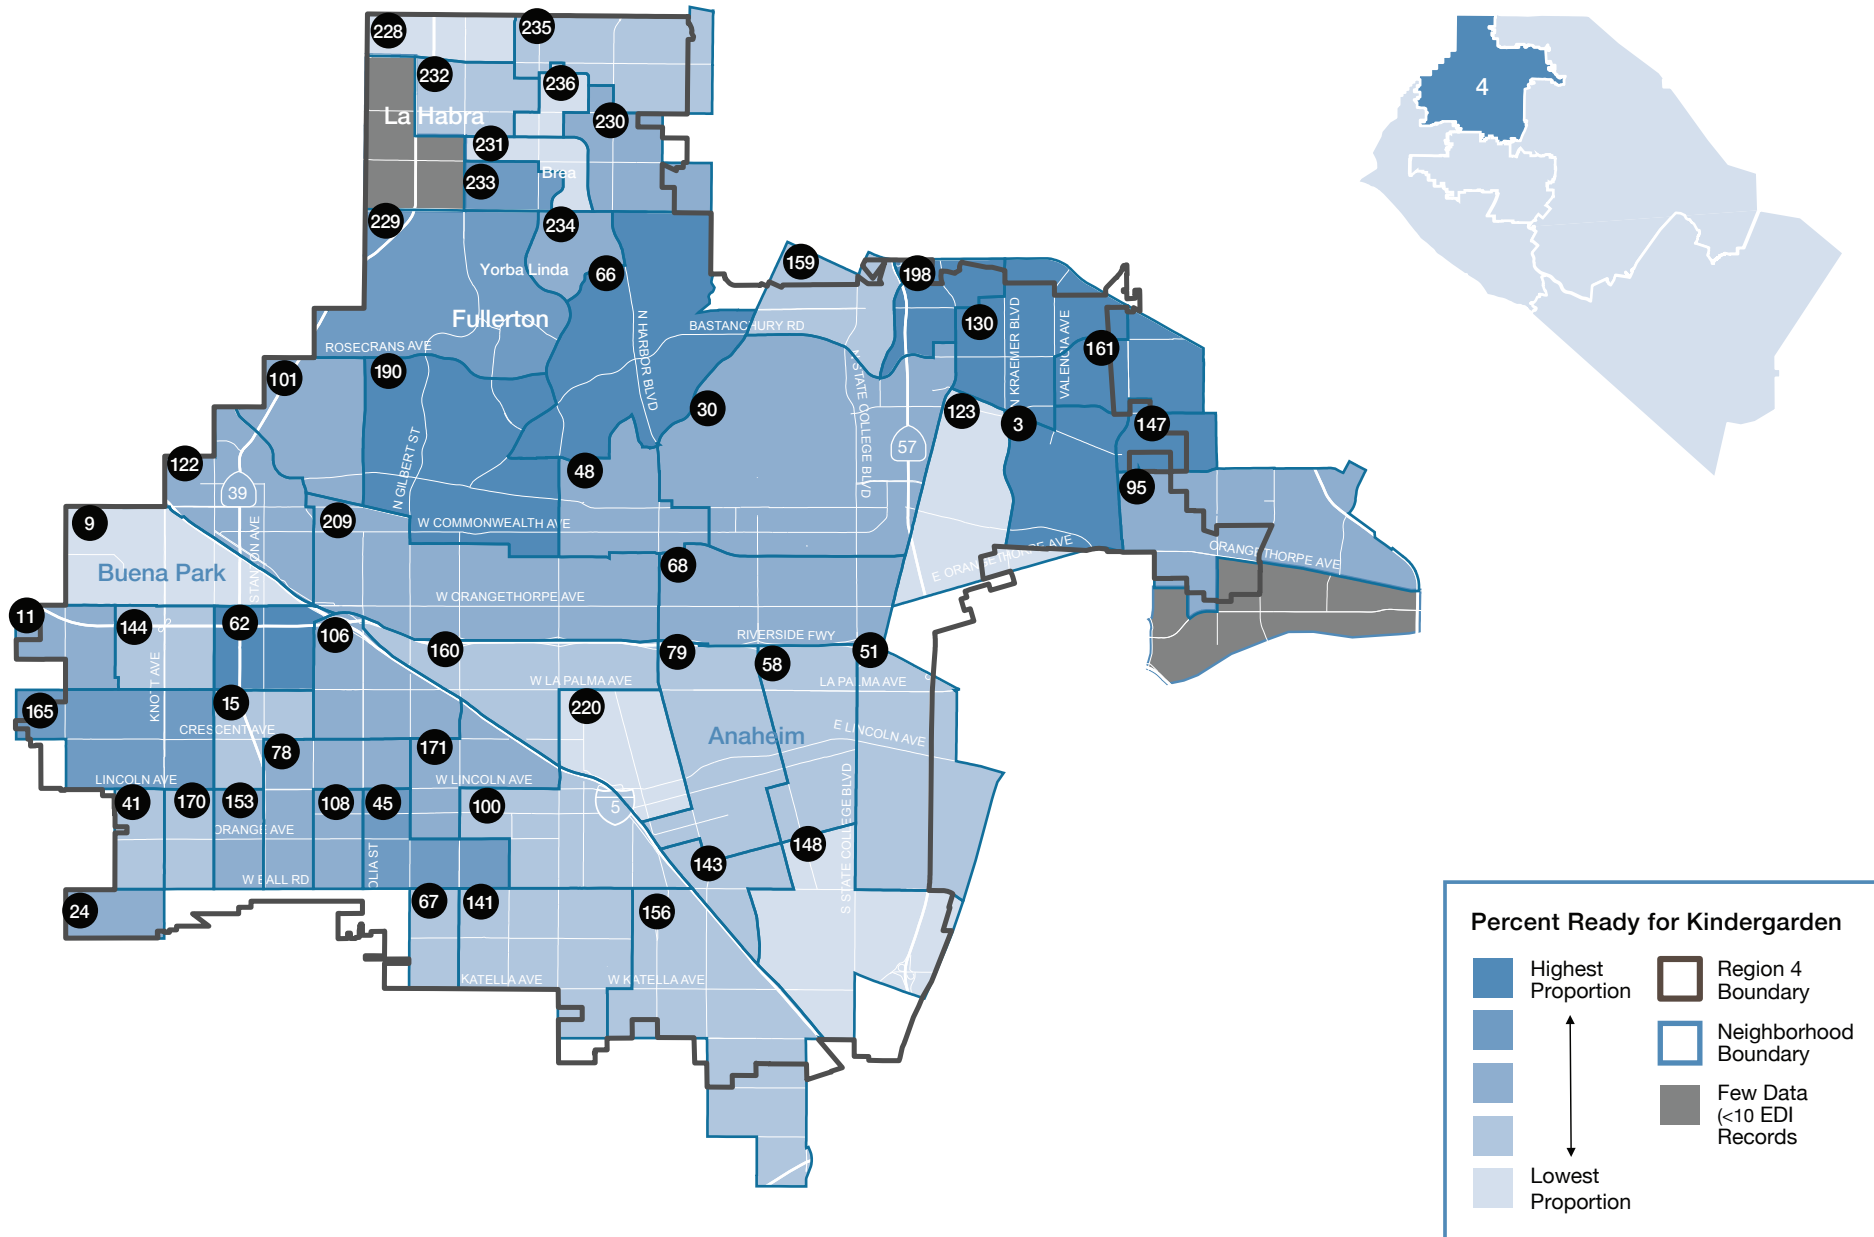 228
235
232
236
La Habra
230
231
Brea
233
229
234
Yorba Linda
66
159
198
4
Fullerton
N HARBOR BLVD
BASTANCHURY RD
130
N KRAEMER BLVD
VALENCIA AVE
161
ROSECRANS AVE
101
190
N STATE COLLEGE BLVD
30
123
3
147
57
N GILBERT ST
122
48
39
95
9
STANTON AVE
209
W COMMONWEALTH AVE
E ORANGETHORPE AVE
ORANGETHORPE AVE
Buena Park
68
W ORANGETHORPE AVE
11
144
62
106
RIVERSIDE FWY
160
79
58
51
KNOTT AVE
W LA PALMA AVE
LA PALMA AVE
165
15
220
CRESCENT AVE
Anaheim
E LINCOLN AVE
78
171
LINCOLN AVE
W LINCOLN AVE
41
170
153
108
45
100
5
S STATE COLLEGE BLVD
ORANGE AVE
148
OLIA ST
143
W BALL RD
24
67
141
156
KATELLA AVE
W KATELLA AVE
Percent Ready for Kindergarden
Highest
Proportion
Lowest
Proportion
Region 4
Boundary
Neighborhood
Boundary
Few Data
(<10 EDI
Records